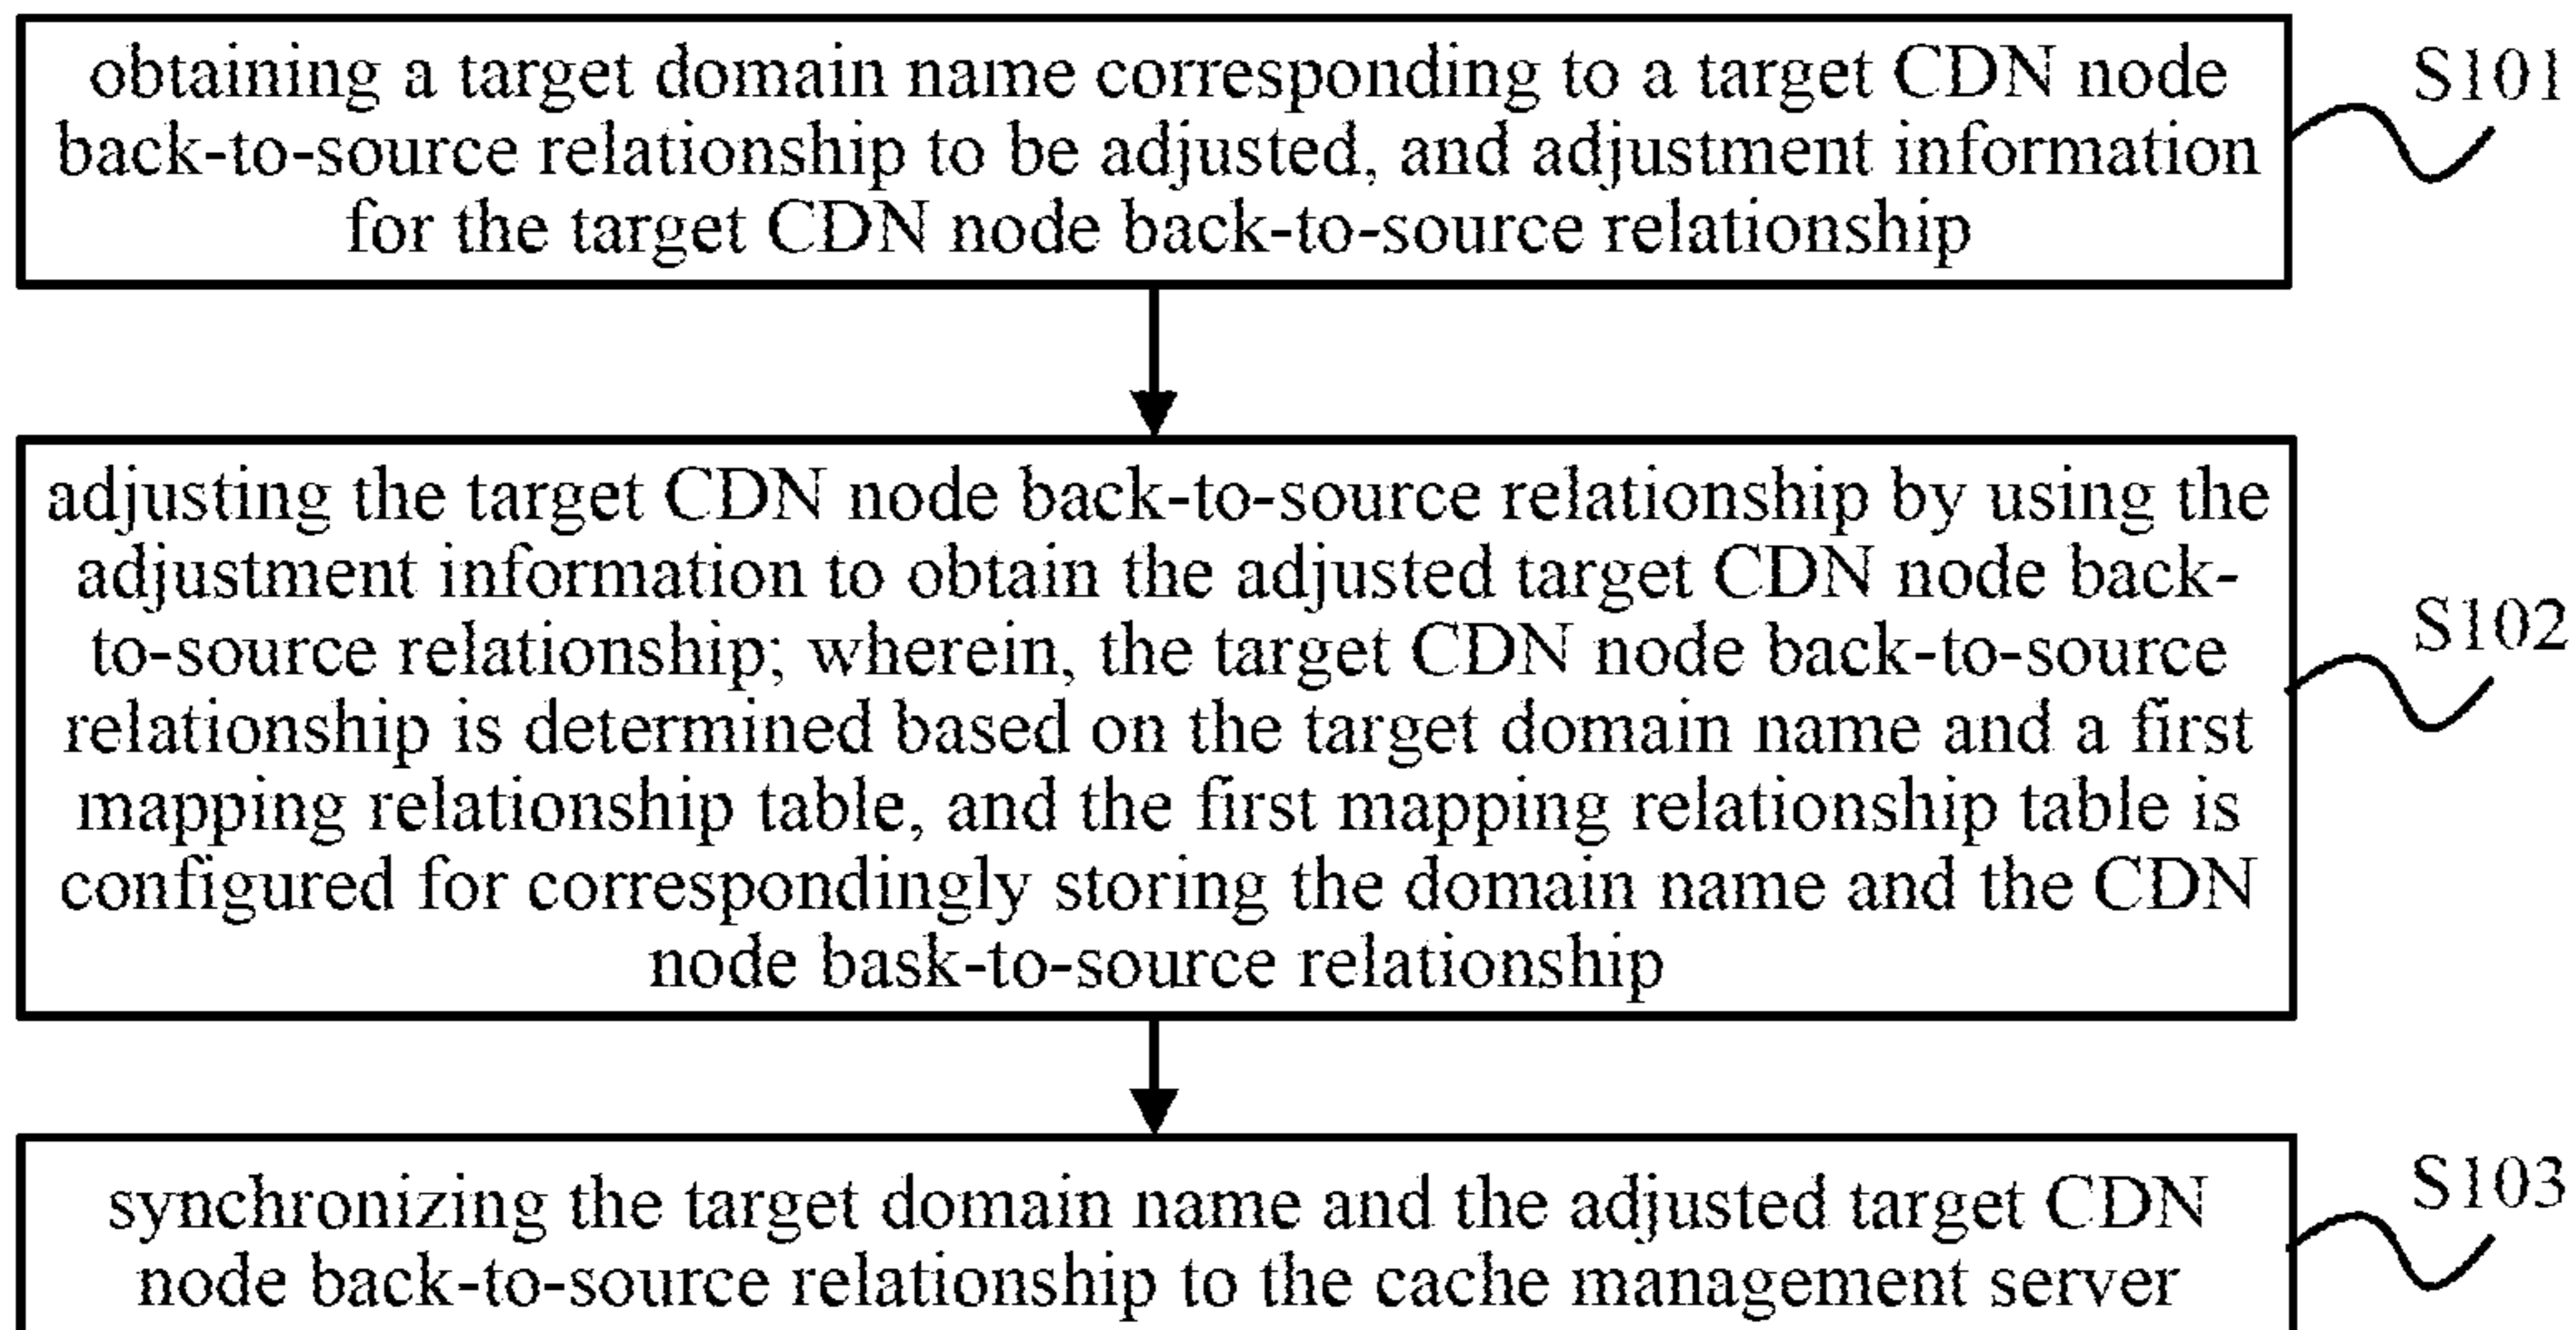 obtaining a target domain name corresponding to a target CDN node
back-to-source relationship to be adjusted, and adjustment information
for the target CDN node back-to-source relationship
S101
adjusting the target CDN node back-to-source relationship by using the
adjustment information to obtain the adjusted target CDN node back-
to-source relationship; wherein, the target CDN node back-to-source
relationship is determined based on the target domain name and a first
mapping relationship table, and the first mapping relationship table is
configured for correspondingly storing the domain name and the CDN
node bask-to-source relationship
S102
synchronizing the target domain name and the adjusted target CDN
node back-to-source relationship to the cache management server
S103